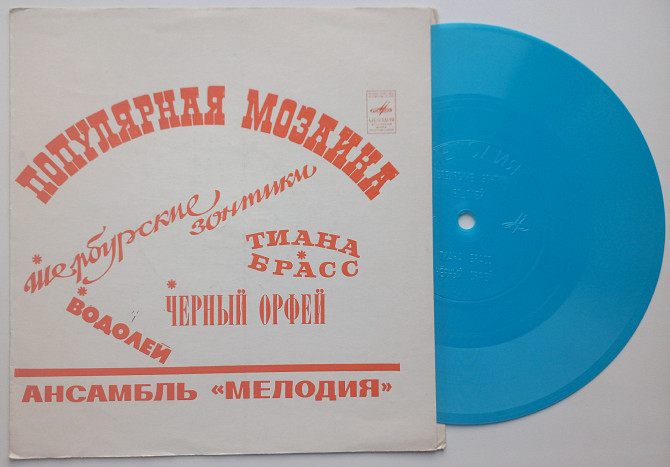 ПОПУЛЯРНАЯ МОЗАИКА
Шербурские
зонтики
ТИАНА
БРАСС
ВОДОЛЕЙ
ЧЕРНЫЙ ОРФЕЙ
АНСАМБЛЬ «МЕЛОДИЯ»